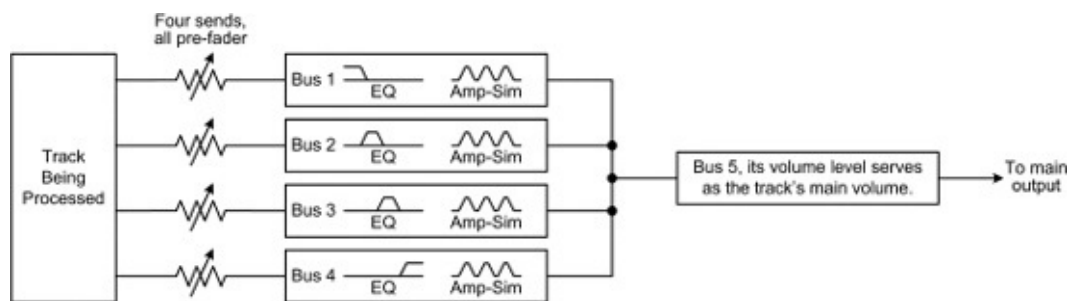 Four sends,
all pre-fader
Track
Being
Processed
Bus 1
EQ
Amp-Sim
Bus 2
EQ
Amp-Sim
Bus 3
EQ
Amp-Sim
Bus 4
EQ
Amp-Sim
Bus 5, its volume level serves
as the track's main volume.
To main
output